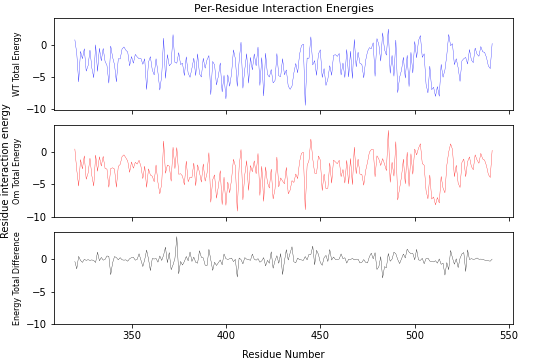 Per-Residue Interaction Energies
Residue interaction energy
WT Total Energy
0
−5
−10
Om Total Energy
0
−5
−10
Energy Total Difference
0
−5
−10
350
400
450
500
550
Residue Number